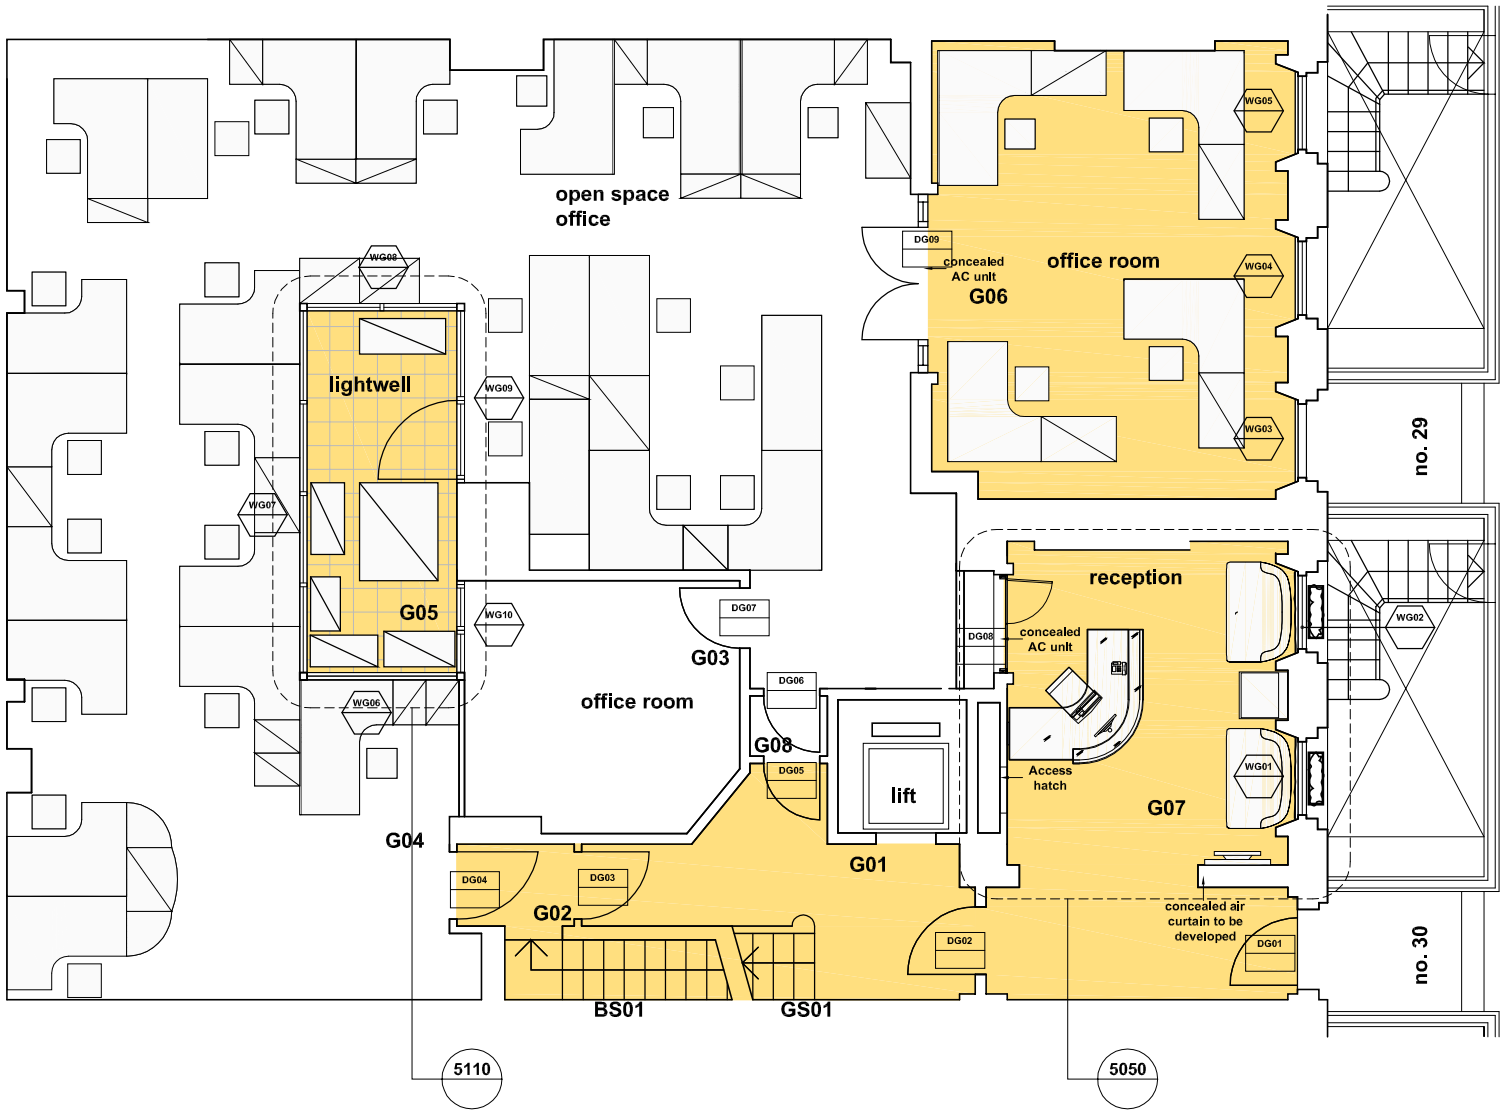 WG05
open space
office
DG09
WG08
concealed
AC unit
office room
WG04
G06
lightwell
WG09
WG03
no. 29
WG07
reception
G05
WG10
DG07
DG08
concealed
AC unit
WG02
G03
DG06
office room
WG06
G08
DG05
Access
hatch
WG01
lift
G07
G04
G01
DG04
DG03
G02
concealed air
curtain to be
developed
DG02
DG01
no. 30
BS01
GS01
5110
5050